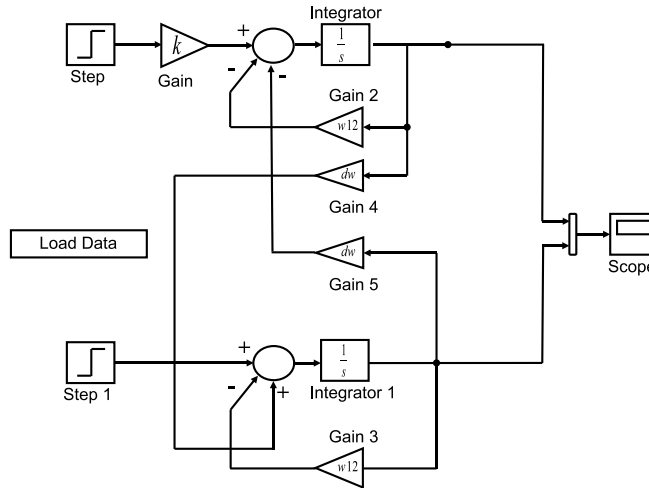 Integrator
+
k
1
s
Step
-
-
Gain
Gain 2
w12
dw
Gain 4
Load Data
dw
Gain 5
Scope
+
1
s
-
+
Step 1
Integrator 1
Gain 3
w12